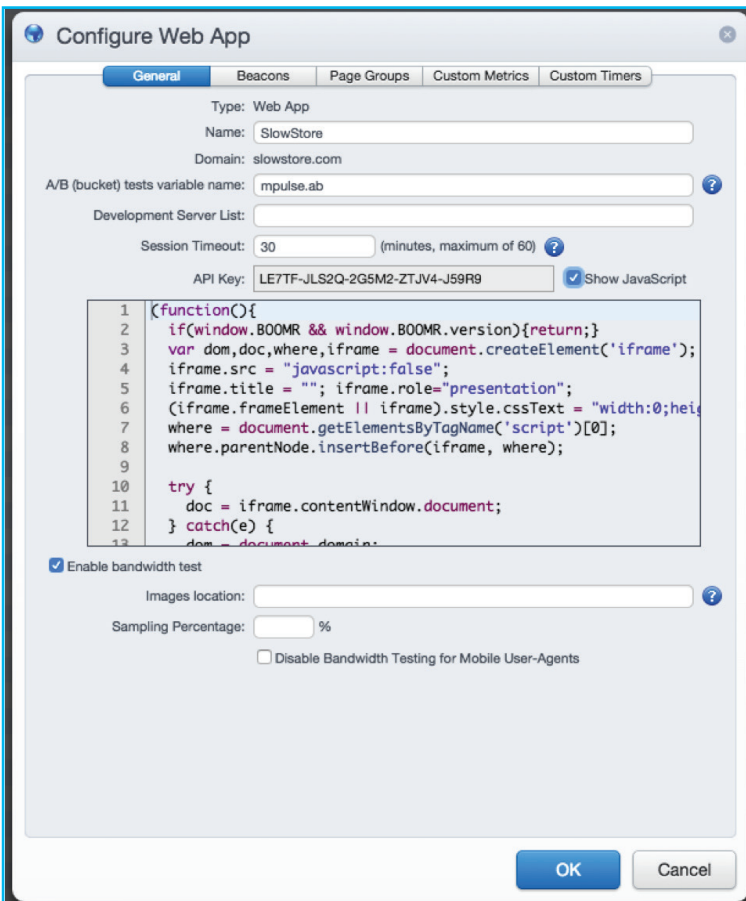 Configure Web App
General Beacons Page Groups Custom Metrics Custom Timers
Type: Web App
Name: SlowStore
Domain: slowstore.com
A/B (bucket) tests variable name: mpulse.ab ?
Development Server List:
Session Timeout: 30 (minutes, maximum of 60) ?
API Key: LE7TF-JLS2Q-2G5M2-ZTJV4-J59R9 Show JavaScript
1 (function(){
2 if(window.BOOMR && window.BOOMR.version){return;}
3 var dom,doc,where,iframe = document.createElement('iframe');
4 iframe.src = "javascript:false";
5 iframe.title = ""; iframe.role="presentation";
6 (iframe.frameElement || iframe).style.cssText = "width:0;heig
7 where = document.getElementsByTagName('script')[0];
8 where.parentNode.insertBefore(iframe, where);
9
10 try {
11 doc = iframe.contentWindow.document;
12 } catch(e) {
13 dom = document.domain;
Enable bandwidth test
Images location: ?
Sampling Percentage: %
Disable Bandwidth Testing for Mobile User-Agents
OK Cancel